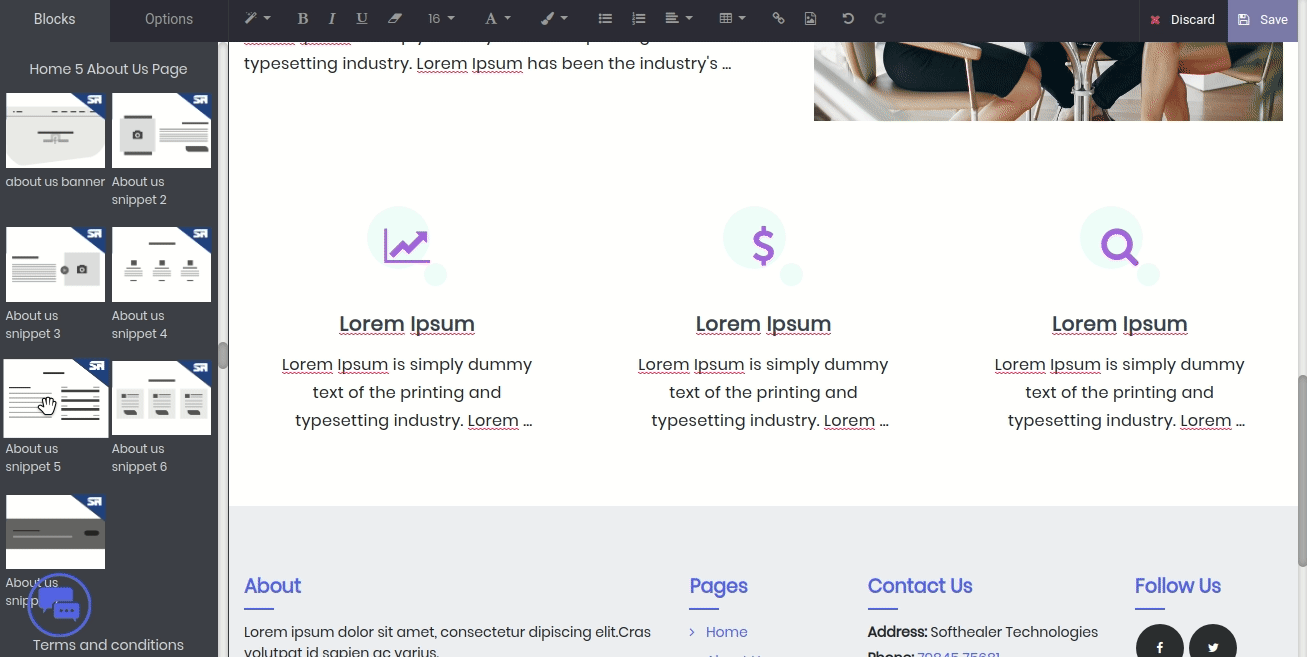 Blocks
Options
16
Discard
Save
Home 5 About Us Page
about us banner
About us
snippet 2
About us
snippet 3
About us
snippet 4
About us
snippet 5
About us
snippet 6
About us
Terms and conditions
typesetting industry. Lorem Ipsum has been the industry's ...
Lorem Ipsum
Lorem Ipsum is simply dummy
text of the printing and
typesetting industry. Lorem ...
Lorem Ipsum
Lorem Ipsum is simply dummy
text of the printing and
typesetting industry. Lorem ...
Lorem Ipsum
Lorem Ipsum is simply dummy
text of the printing and
typesetting industry. Lorem ...
About
Lorem ipsum dolor sit amet, consectetur dipiscing elit.Cras
volutpat id sapien ac varius.
Pages
Home
Contact Us
Address: Softhealer Technologies
Follow Us